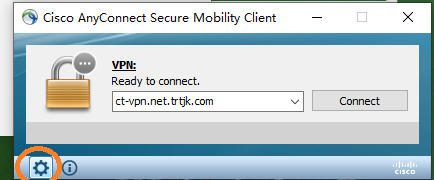 Cisco AnyConnect Secure Mobility Client
VPN:
Ready to connect.
ct-vpn.net.trtjk.com
Connect
CISCO